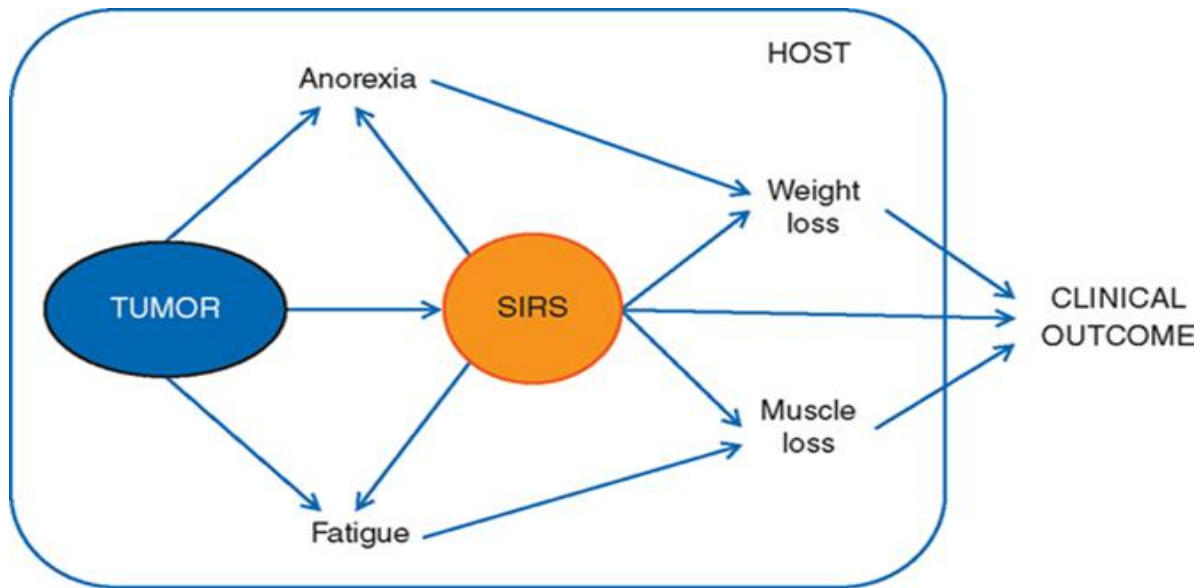 HOST
Anorexia
Weight
loss
TUMOR
SIRS
CLINICAL
OUTCOME
Muscle
loss
Fatigue